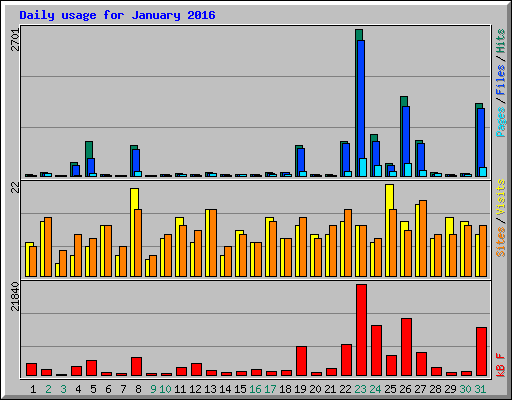 Daily usage for January 2016
2701
Pages / Files / Hits
22
Sites / Visits
21840
kB F
1 2 3 4 5 6 7 8 9 10 11 12 13 14 15 16 17 18 19 20 21 22 23 24 25 26 27 28 29 30 31